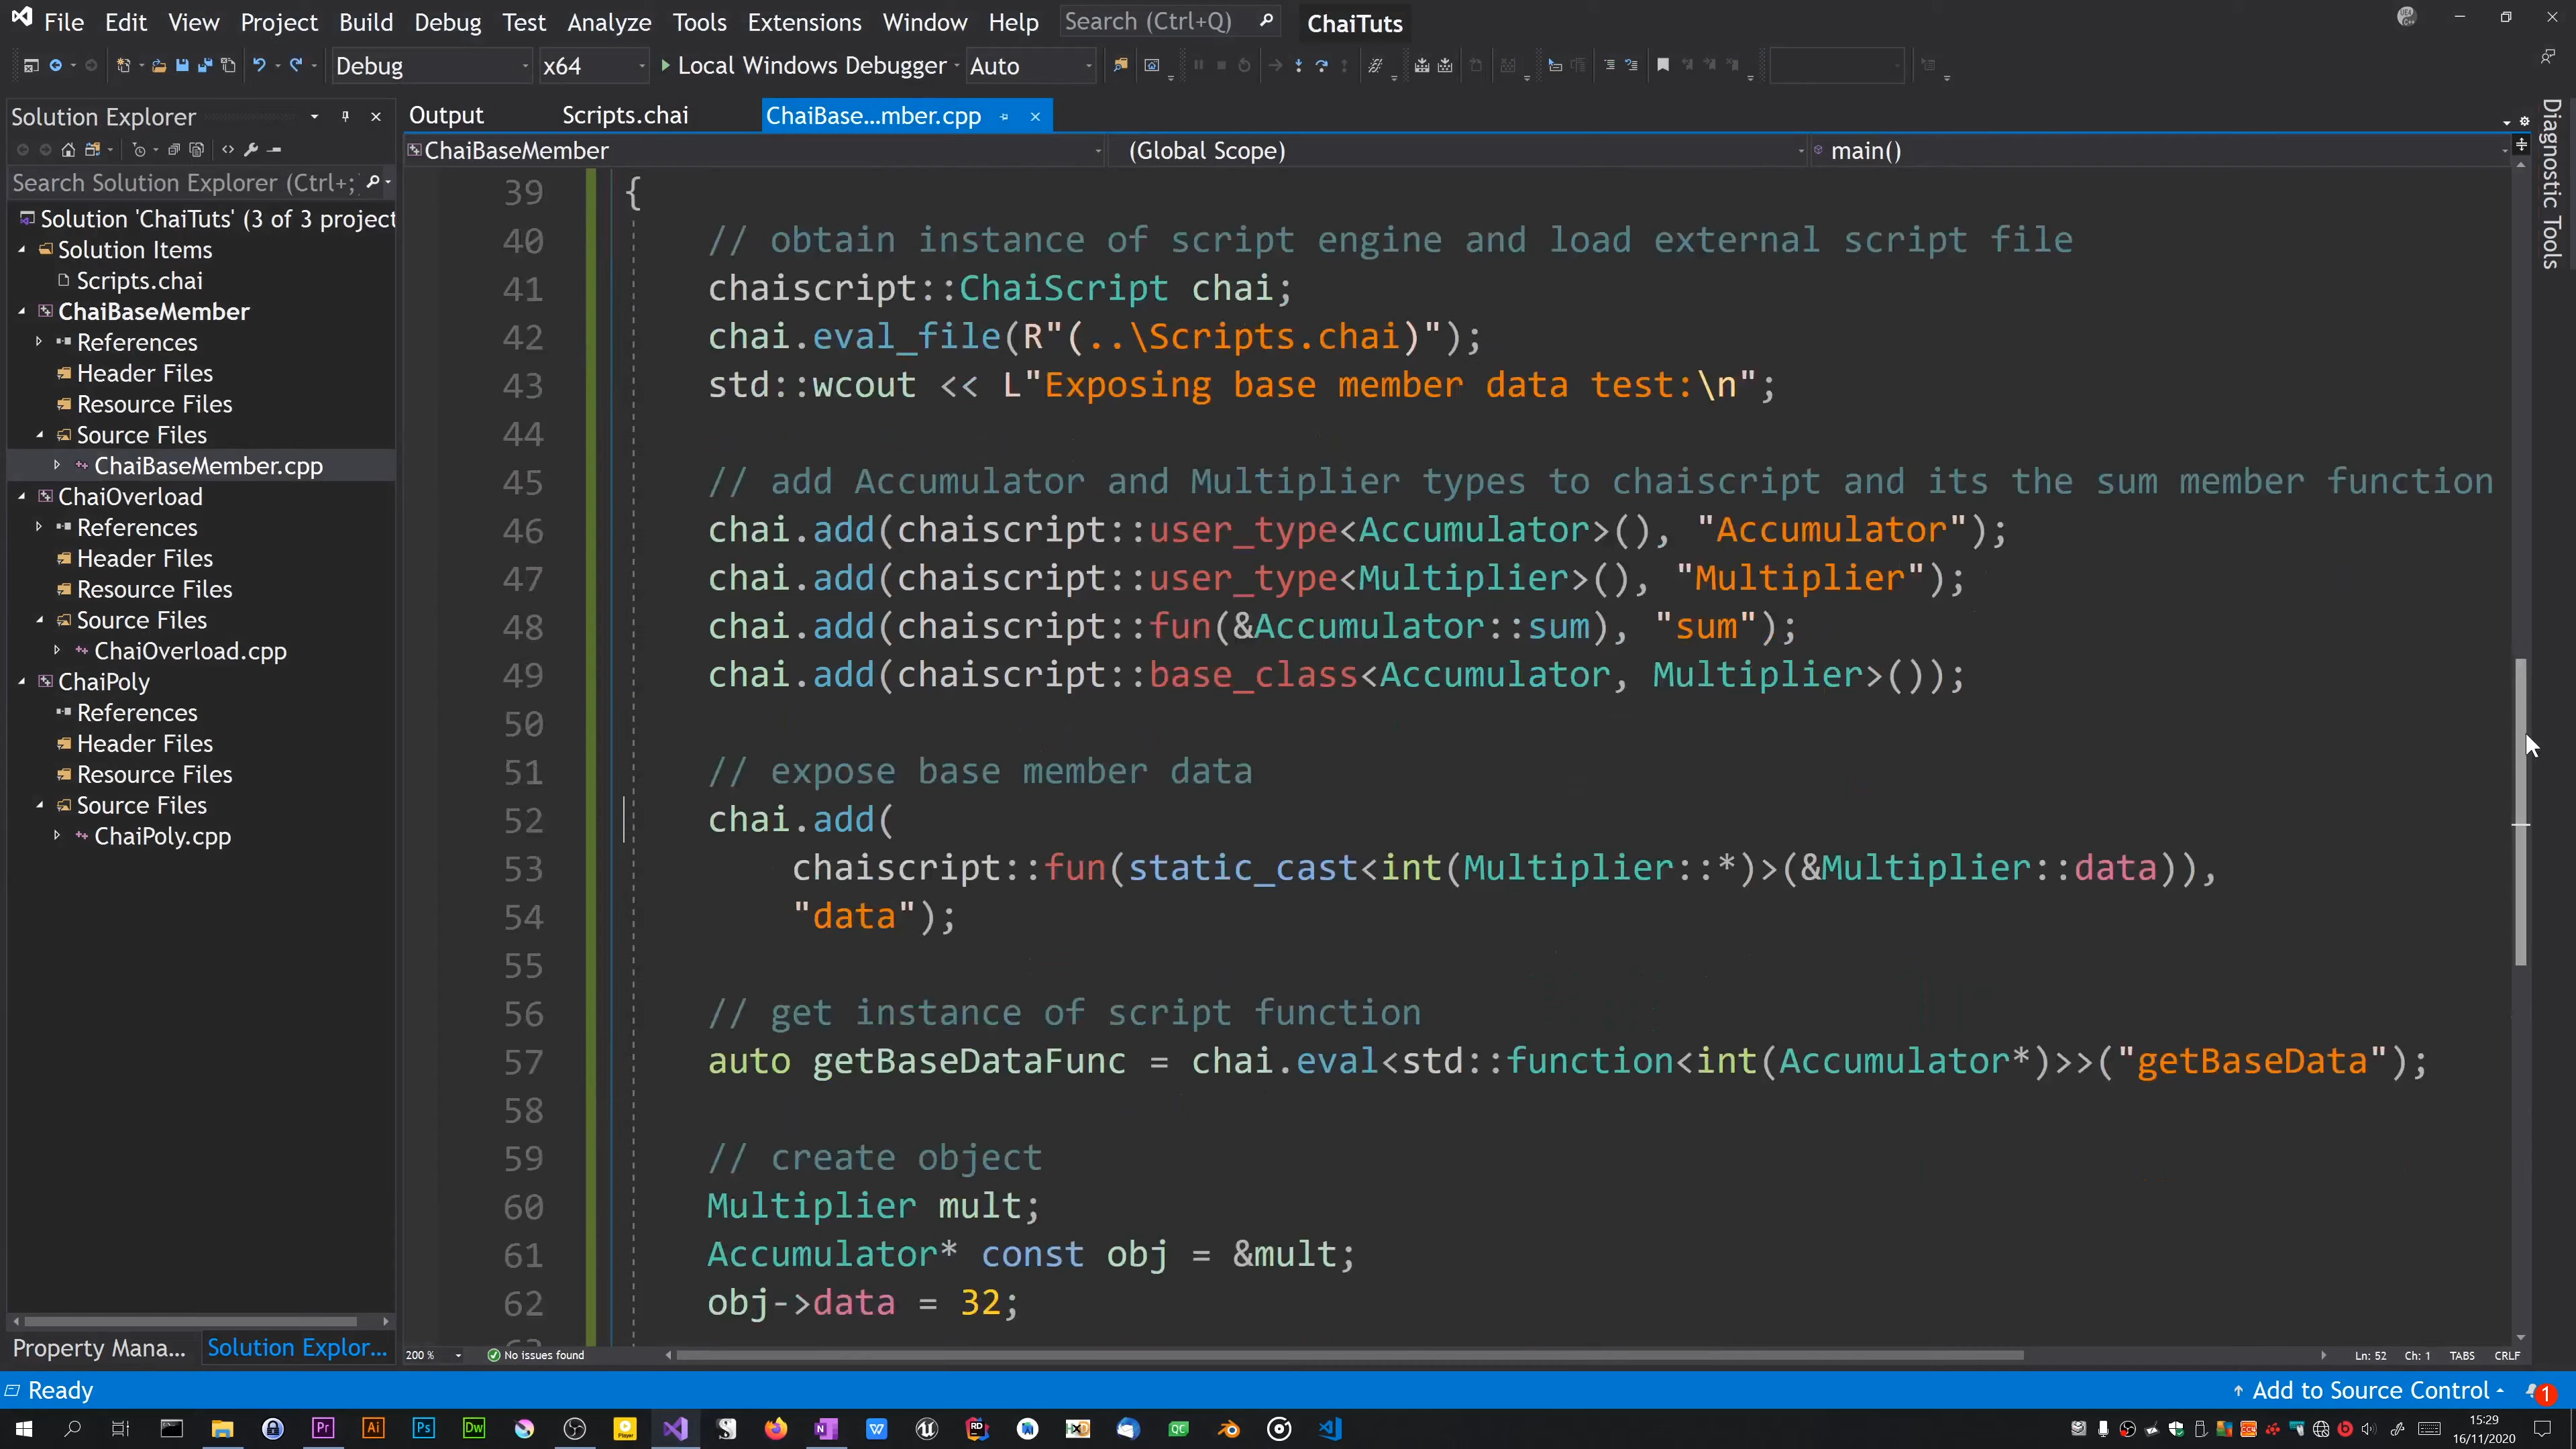 File Edit View Project Build Debug Test Analyze Tools Extensions Window Help Search (Ctrl+Q) ChaiTuts
Debug x64 Local Windows Debugger Auto
Solution Explorer
Output Scripts.chai ChaiBase...mber.cpp
ChaiBaseMember (Global Scope) main()
Search Solution Explorer (Ctrl+;
Solution 'ChaiTuts' (3 of 3 project
Solution Items
Scripts.chai
ChaiBaseMember
References
Header Files
Resource Files
Source Files
ChaiBaseMember.cpp
ChaiOverload
References
Header Files
Resource Files
Source Files
ChaiOverload.cpp
ChaiPoly
References
Header Files
Resource Files
Source Files
ChaiPoly.cpp
Property Mana... Solution Explor...
39 {
40 // obtain instance of script engine and load external script file
41 chaiscript::ChaiScript chai;
42 chai.eval_file(R"(..\Scripts.chai)");
43 std::wcout << L"Exposing base member data test:\n";
44
45 // add Accumulator and Multiplier types to chaiscript and its the sum member function
46 chai.add(chaiscript::user_type<Accumulator>(), "Accumulator");
47 chai.add(chaiscript::user_type<Multiplier>(), "Multiplier");
48 chai.add(chaiscript::fun(&Accumulator::sum), "sum");
49 chai.add(chaiscript::base_class<Accumulator, Multiplier>());
50
51 // expose base member data
52 chai.add(
53 chaiscript::fun(static_cast<int(Multiplier::*)>(&Multiplier::data)),
54 "data");
55
56 // get instance of script function
57 auto getBaseDataFunc = chai.eval<std::function<int(Accumulator*)>>("getBaseData");
58
59 // create object
60 Multiplier mult;
61 Accumulator* const obj = &mult;
62 obj->data = 32;
Diagnostic Tools
200 % No issues found Ln: 52 Ch: 1 TABS CRLF
Ready Add to Source Control 1
15:29
16/11/2020